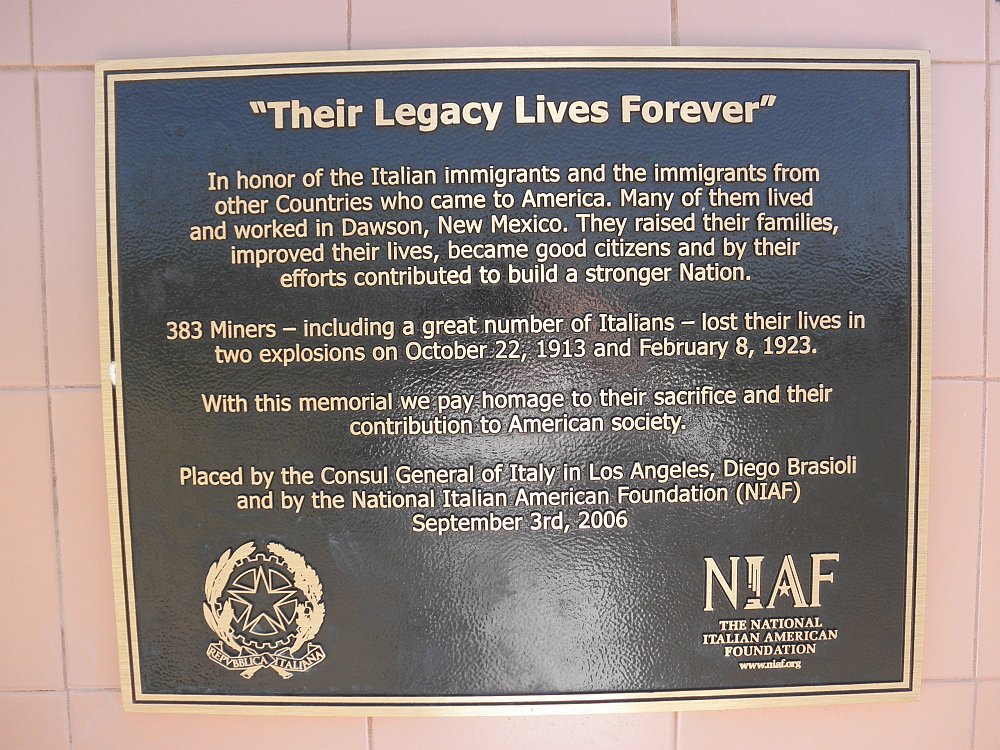 “Their Legacy Lives Forever”
In honor of the Italian immigrants and the immigrants from
other Countries who came to America. Many of them lived
and worked in Dawson, New Mexico. They raised their families,
improved their lives, became good citizens and by their
efforts contributed to build a stronger Nation.
383 Miners – including a great number of Italians – lost their lives in
two explosions on October 22, 1913 and February 8, 1923.
With this memorial we pay homage to their sacrifice and their
contribution to American society.
Placed by the Consul General of Italy in Los Angeles, Diego Brasioli
and by the National Italian American Foundation (NIAF)
September 3rd, 2006
REPVBBLICA ITALIANA
NIAF
THE NATIONAL
ITALIAN AMERICAN
FOUNDATION
www.niaf.org